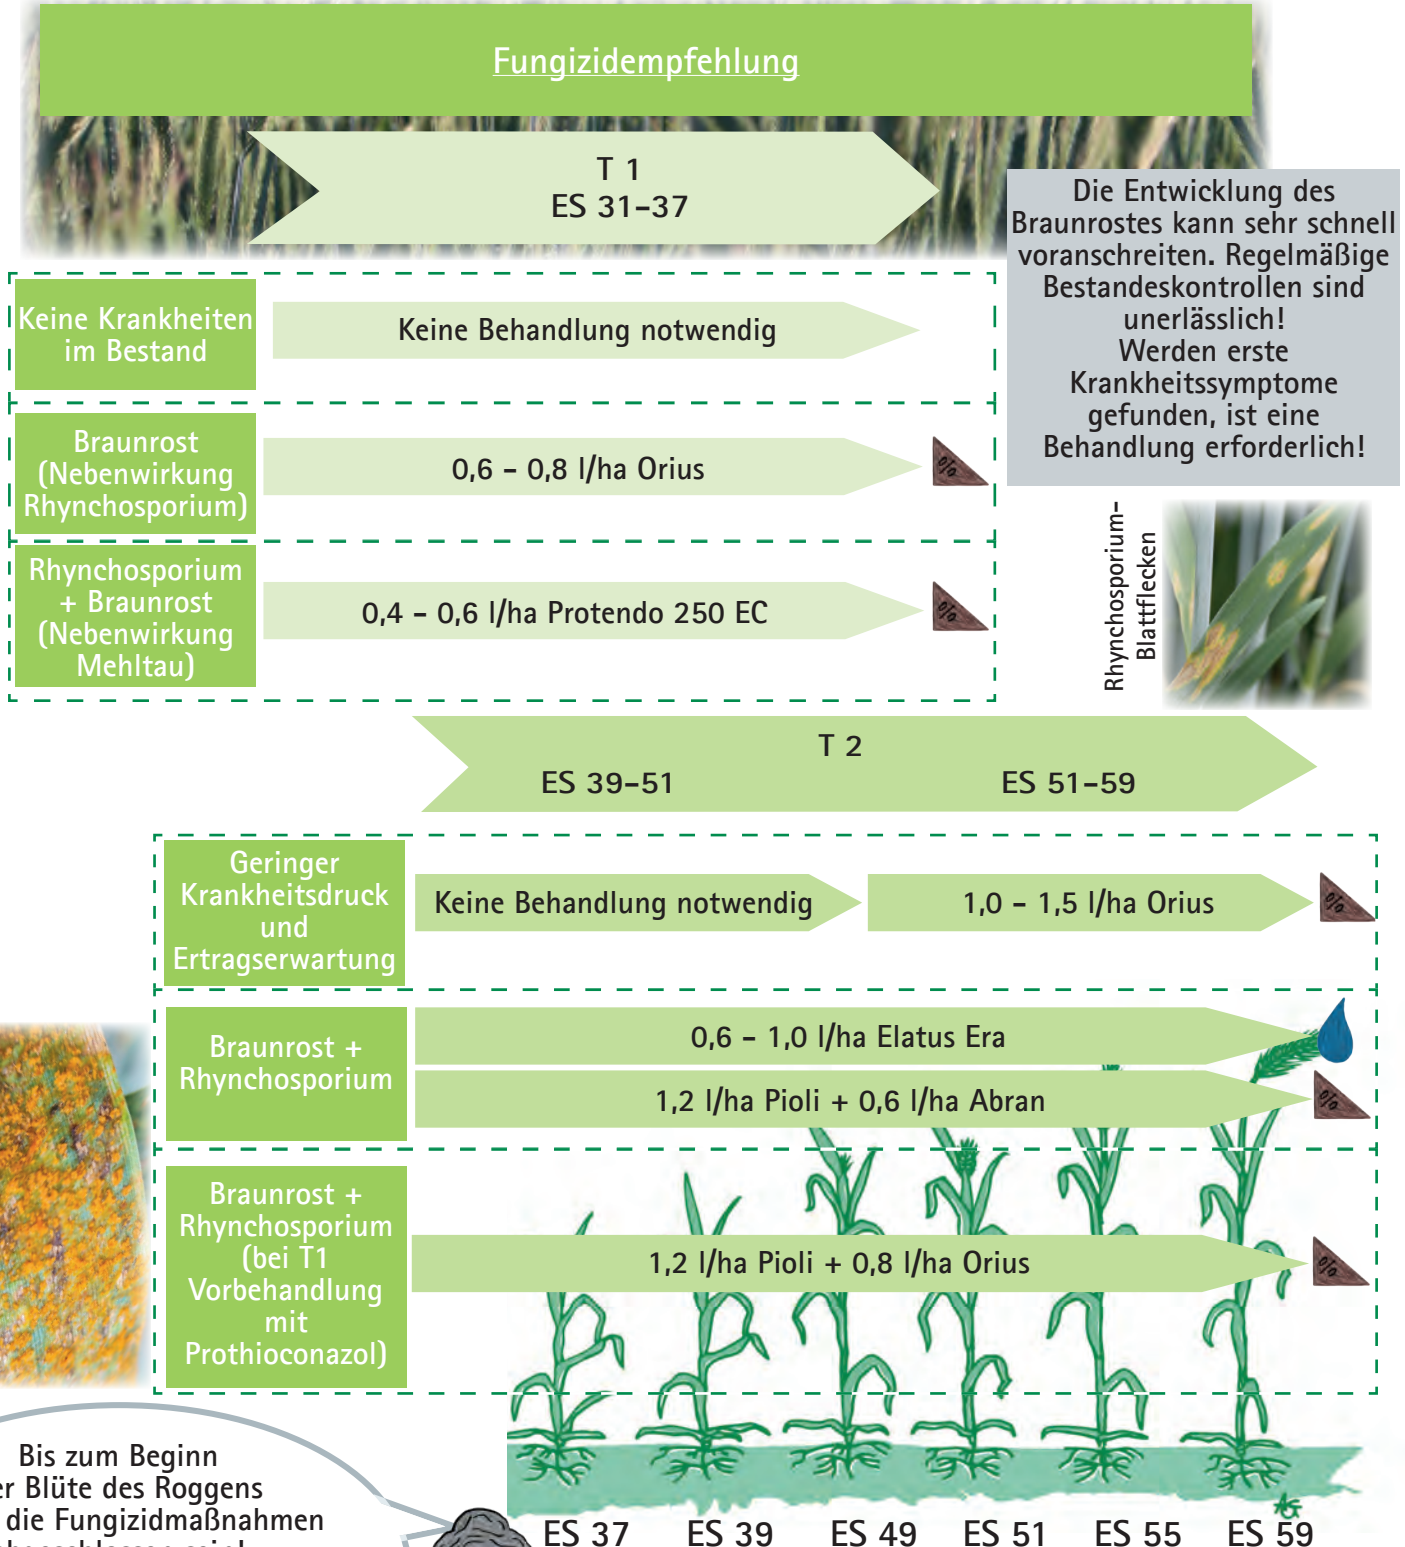 Fungizidempfehlung
T 1
ES 31-37
Die Entwicklung des
Braunrostes kann sehr schnell
voranschreiten. Regelmäßige
Bestandeskontrollen sind
unerlässlich!
Werden erste
Krankheitssymptome
gefunden, ist eine
Behandlung erforderlich!
Keine Krankheiten
im Bestand
Keine Behandlung notwendig
Braunrost
(Nebenwirkung
Rhynchosporium)
0,6 - 0,8 l/ha Orius
%
Rhynchosporium
+ Braunrost
(Nebenwirkung
Mehltau)
0,4 - 0,6 l/ha Protendo 250 EC
%
Rhynchosporium-
Blattflecken
T 2
ES 39-51 ES 51-59
Geringer
Krankheitsdruck
und
Ertragserwartung
Keine Behandlung notwendig
1,0 - 1,5 l/ha Orius
%
Braunrost +
Rhynchosporium
0,6 - 1,0 l/ha Elatus Era
1,2 l/ha Pioli + 0,6 l/ha Abran
%
Braunrost +
Rhynchosporium
(bei T1
Vorbehandlung
mit
Prothioconazol)
1,2 l/ha Pioli + 0,8 l/ha Orius
%
Bis zum Beginn
er Blüte des Roggens
die Fungizidmaßnahmen
ES 37 ES 39 ES 49 ES 51 ES 55 ES 59